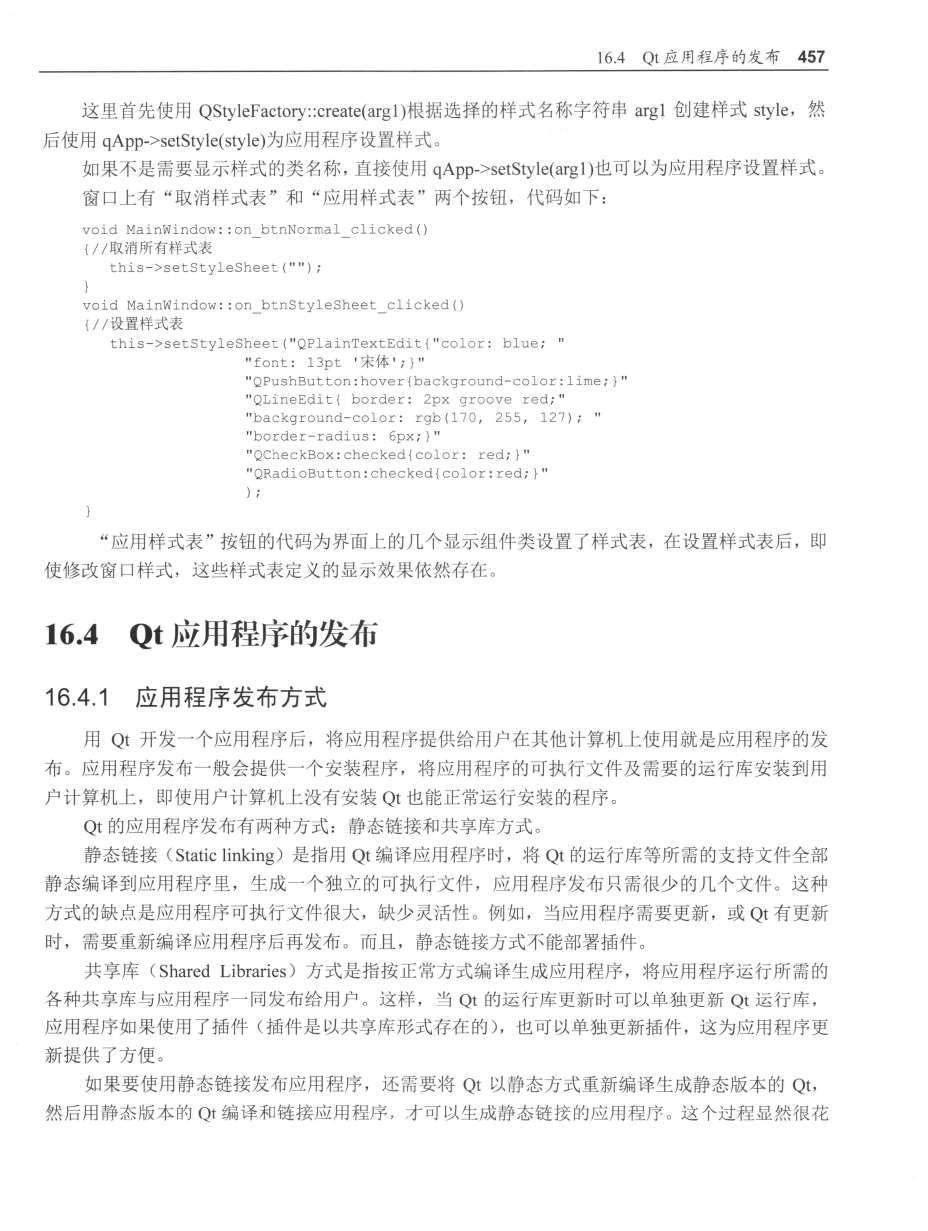 16.4 Qt 应用程序的发布 457
这里首先使用 QStyleFactory::create(arg1)根据选择的样式名称字符串 arg1 创建样式 style，然
后使用 qApp->setStyle(style)为应用程序设置样式。
如果不是需要显示样式的类名称，直接使用 qApp->setStyle(arg1)也可以为应用程序设置样式。
窗口上有“取消样式表”和“应用样式表”两个按钮，代码如下：
void MainWindow::on_btnNormal_clicked()
{//取消所有样式表
this->setStyleSheet("");
}
void MainWindow::on_btnStyleSheet_clicked()
{//设置样式表
this->setStyleSheet("QPlainTextEdit{"color: blue; "
"font: 13pt '宋体';}"
"QPushButton:hover{background-color:lime;}"
"QLineEdit{ border: 2px groove red;"
"background-color: rgb(170, 255, 127); "
"border-radius: 6px;}"
"QCheckBox:checked{color: red;}"
"QRadioButton:checked{color:red;}"
);
}
“应用样式表”按钮的代码为界面上的几个显示组件类设置了样式表，在设置样式表后，即
使修改窗口样式，这些样式表定义的显示效果依然存在。
16.4 Qt 应用程序的发布
16.4.1 应用程序发布方式
用 Qt 开发一个应用程序后，将应用程序提供给用户在其他计算机上使用就是应用程序的发
布。应用程序发布一般会提供一个安装程序，将应用程序的可执行文件及需要的运行库安装到用
户计算机上，即使用户计算机上没有安装 Qt 也能正常运行安装的程序。
Qt 的应用程序发布有两种方式：静态链接和共享库方式。
静态链接（Static linking）是指用 Qt 编译应用程序时，将 Qt 的运行库等所需的支持文件全部
静态编译到应用程序里，生成一个独立的可执行文件，应用程序发布只需很少的几个文件。这种
方式的缺点是应用程序可执行文件很大，缺少灵活性。例如，当应用程序需要更新，或 Qt 有更新
时，需要重新编译应用程序后再发布。而且，静态链接方式不能部署插件。
共享库（Shared Libraries）方式是指按正常方式编译生成应用程序，将应用程序运行所需的
各种共享库与应用程序一同发布给用户。这样，当 Qt 的运行库更新时可以单独更新 Qt 运行库，
应用程序如果使用了插件（插件是以共享库形式存在的），也可以单独更新插件，这为应用程序更
新提供了方便。
如果要使用静态链接发布应用程序，还需要将 Qt 以静态方式重新编译生成静态版本的 Qt，
然后用静态版本的 Qt 编译和链接应用程序，才可以生成静态链接的应用程序。这个过程显然很花